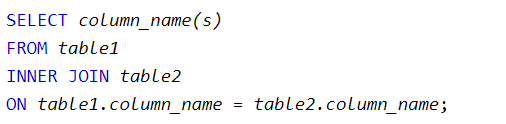 SELECT column_name(s)
FROM table1
INNER JOIN table2
ON table1.column_name = table2.column_name;